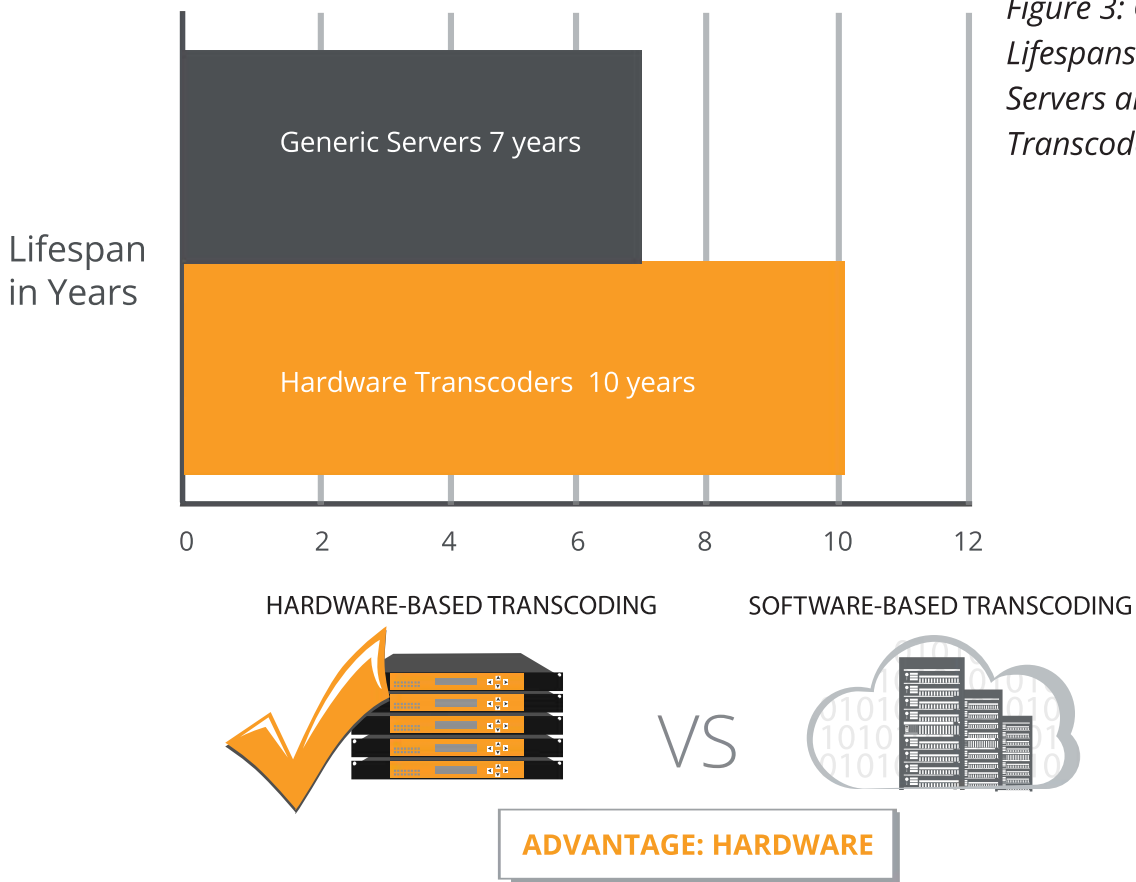 Figure 3:
Lifespans
Servers
Generic Servers 7 years
Lifespan
in Years
Hardware Transcoders 10 years
0 2 4 6 8 10 12
HARDWARE-BASED TRANSCODING
SOFTWARE-BASED TRANSCODING
VS
ADVANTAGE: HARDWARE